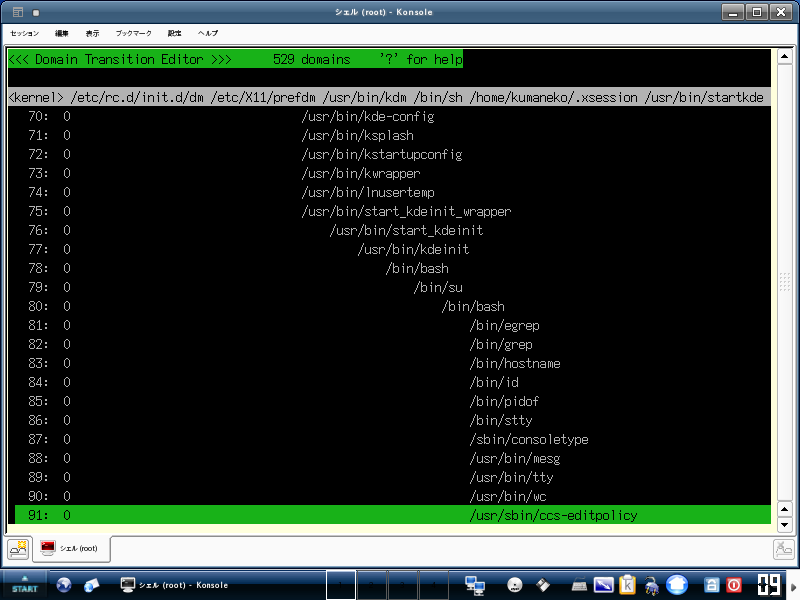 シェル (root) - Konsole
セッション 編集 表示 ブックマーク 設定 ヘルプ
<<< Domain Transition Editor >>>      529 domains    '?' for help
<kernel> /etc/rc.d/init.d/dm /etc/X11/prefdm /usr/bin/kdm /bin/sh /home/kumaneko/.xsession /usr/bin/startkde
70:  0 /usr/bin/kde-config
71:  0 /usr/bin/ksplash
72:  0 /usr/bin/kstartupconfig
73:  0 /usr/bin/kwrapper
74:  0 /usr/bin/lnusertemp
75:  0 /usr/bin/start_kdeinit_wrapper
76:  0 /usr/bin/start_kdeinit
77:  0 /usr/bin/kdeinit
78:  0 /bin/bash
79:  0 /bin/su
80:  0 /bin/bash
81:  0 /bin/egrep
82:  0 /bin/grep
83:  0 /bin/hostname
84:  0 /bin/id
85:  0 /bin/pidof
86:  0 /bin/stty
87:  0 /sbin/consoletype
88:  0 /usr/bin/mesg
89:  0 /usr/bin/tty
90:  0 /usr/bin/wc
91:  0 /usr/sbin/ccs-editpolicy
シェル (root)
START シェル (root) - Konsole